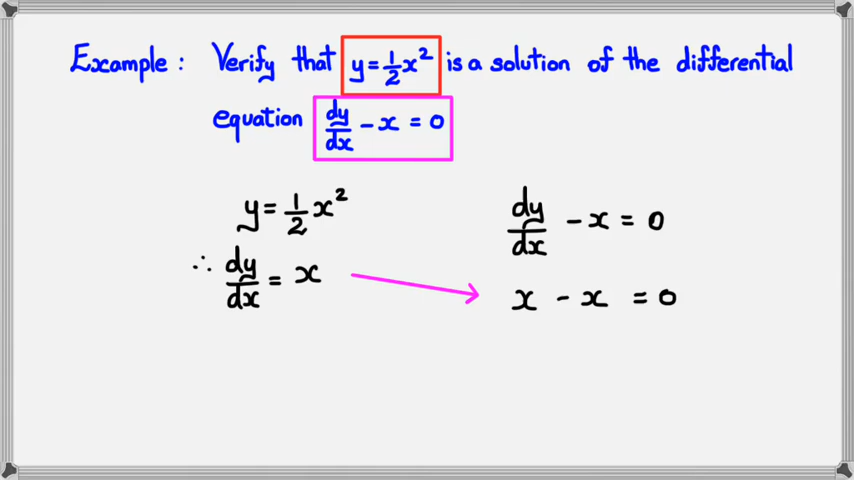 Example : Verify that y = 1/2 x² is a solution of the differential
equation dy/dx − x = 0
y = 1/2 x²
∴ dy/dx = x
dy/dx − x = 0
x − x = 0